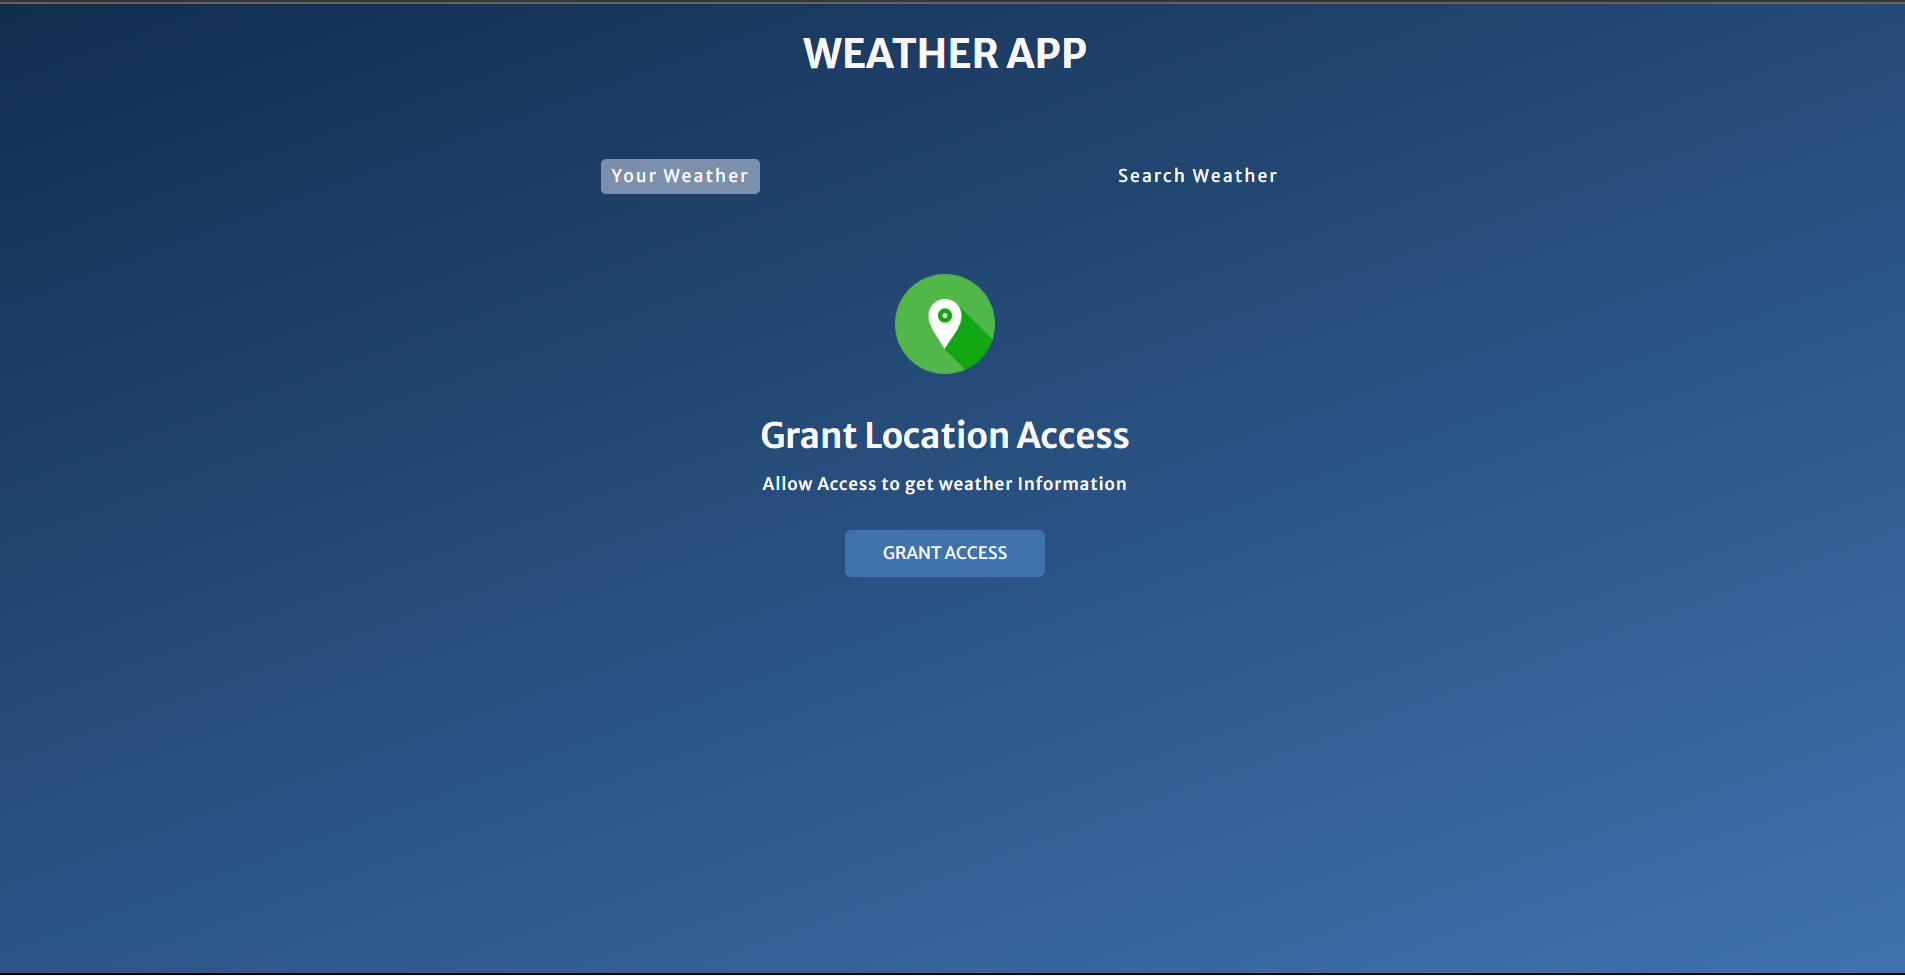 WEATHER APP
Your Weather
Search Weather
Grant Location Access
Allow Access to get weather Information
GRANT ACCESS